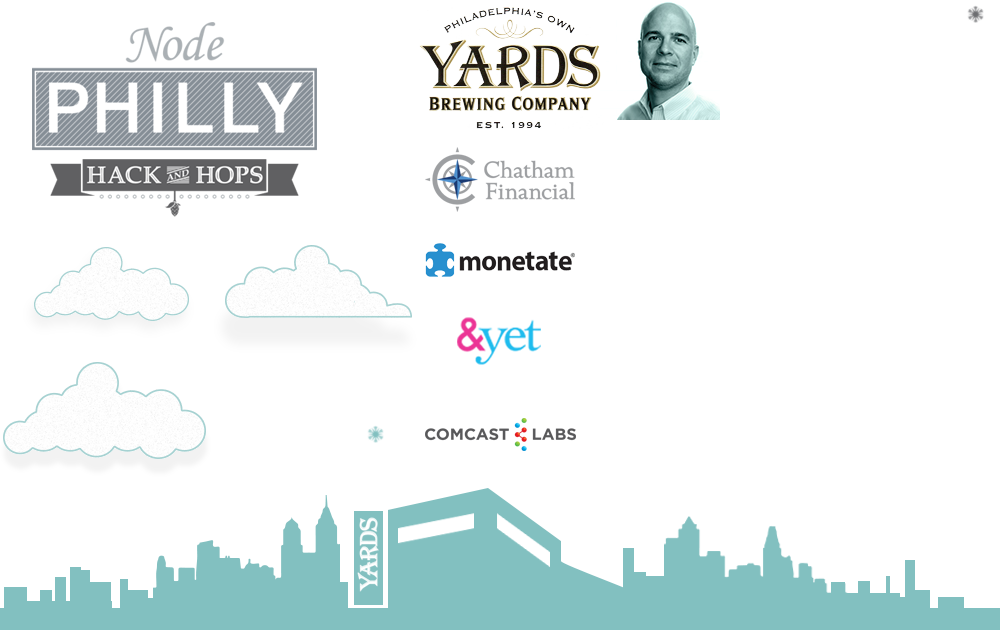 Node
PHILLY
HACK AND HOPS
PHILADELPHIA'S OWN
YARDS
BREWING COMPANY
EST. 1994
Chatham
Financial
monetate®
&yet
COMCAST LABS
YARDS